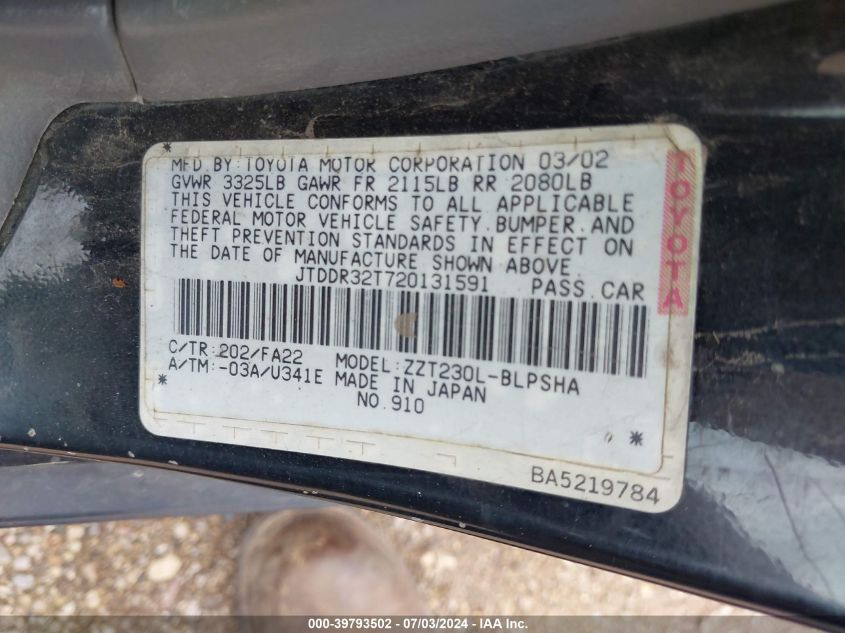 MFD.BY:TOYOTA MOTOR CORPORATION 03/02
GVWR 3325LB GAWR FR 2115LB RR 2080LB
THIS VEHICLE CONFORMS TO ALL APPLICABLE
FEDERAL MOTOR VEHICLE SAFETY.BUMPER.AND
THEFT PREVENTION STANDARDS IN EFFECT ON
THE DATE OF MANUFACTURE SHOWN ABOVE.
JTDDR32T720131591 PASS.CAR
TOYOTA
C/TR:202/FA22 MODEL:ZZT230L-BLPSHA
A/TM:-03A/U341E MADE IN JAPAN
NO.910
BA5219784
000-39793502 - 07/03/2024 - IAA Inc.